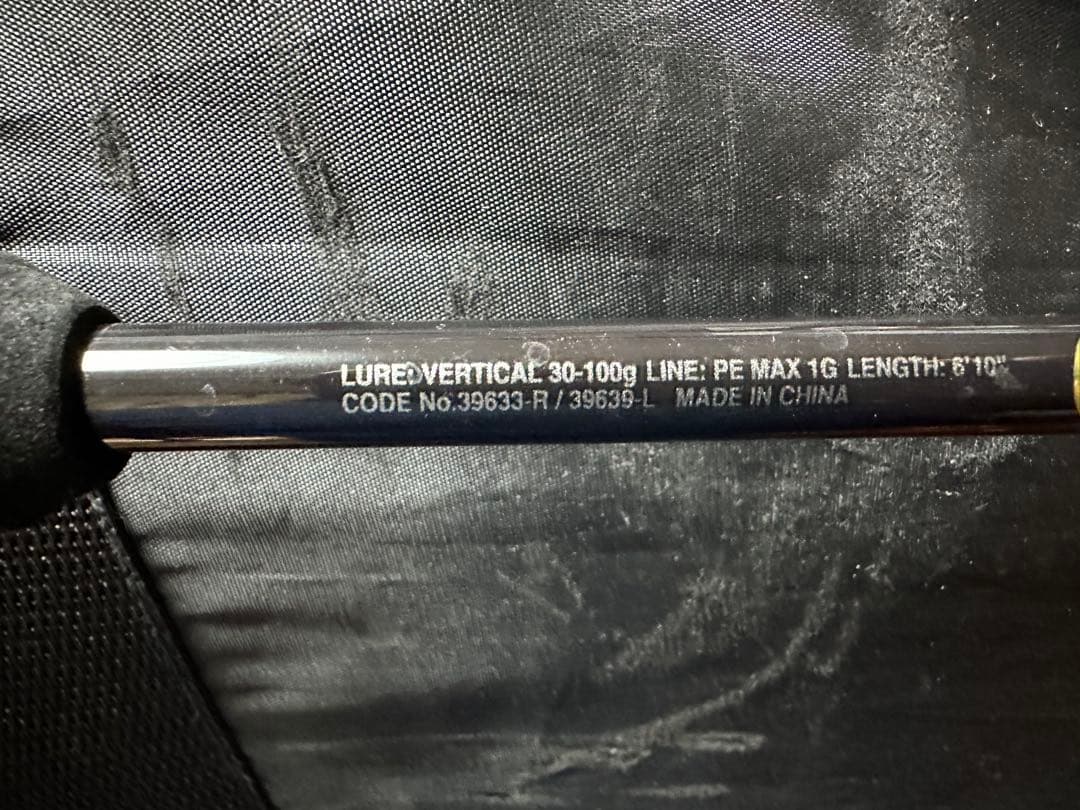 LURE: VERTICAL 30-100g LINE: PE MAX 1G LENGTH: 6'10"
CODE No.39633-R / 39639-L MADE IN CHINA